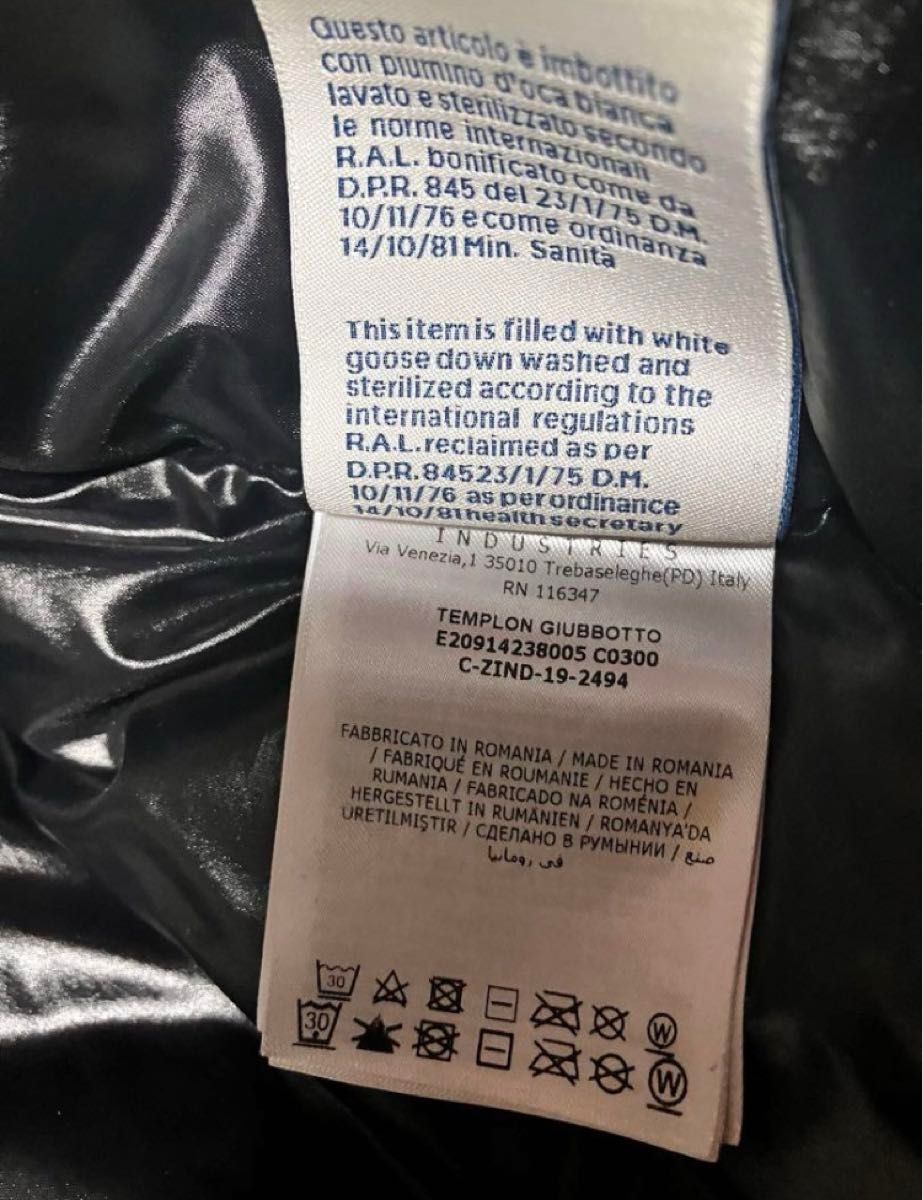 Questo articolo è imbottito
con piumino d'oca bianca
lavato e sterilizzato secondo
le norme internazionali
R.A.L. bonificato come da
D.P.R. 845 del 23/1/75 D.M.
10/11/76 e come ordinanza
14/10/81 Min. Sanità
This item is filled with white
goose down washed and
sterilized according to the
international regulations
R.A.L. reclaimed as per
D.P.R. 845 23/1/75 D.M.
10/11/76 as per ordinance
14/10/81 health secretary
INDUSTRIES
Via Venezia,1 35010 Trebaseleghe(PD) Italy
RN 116347
TEMPLON GIUBBOTTO
E20914238005 C0300
C-ZIND-19-2494
FABBRICATO IN ROMANIA / MADE IN ROMANIA
/ FABRIQUÉ EN ROUMANIE / HECHO EN
RUMANIA / FABRICADO NA ROMÉNIA /
HERGESTELLT IN RUMÄNIEN / ROMANYA'DA
ÜRETILMIŞTIR / СДЕЛАНО В РУМЫНИИ / صنع
في رومانيا
30
W
30
W